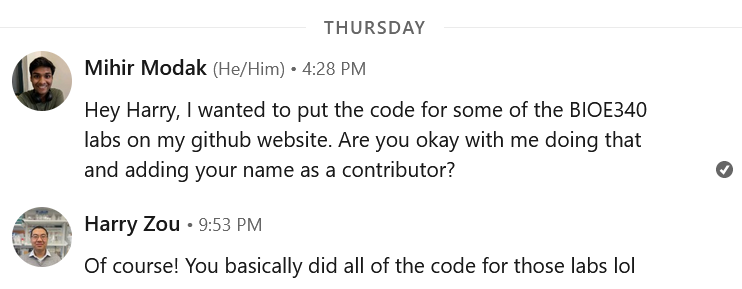 THURSDAY
Mihir Modak (He/Him) • 4:28 PM
Hey Harry, I wanted to put the code for some of the BIOE340
labs on my github website. Are you okay with me doing that
and adding your name as a contributor?
Harry Zou • 9:53 PM
Of course! You basically did all of the code for those labs lol